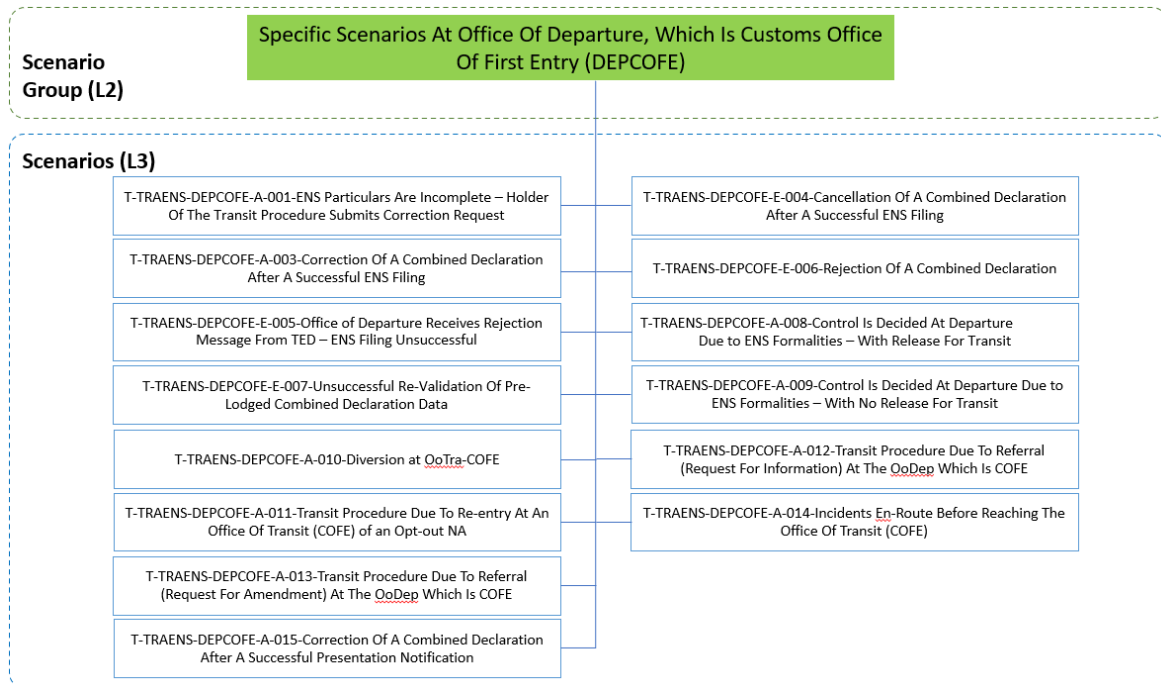 Specific Scenarios At Office Of Departure, Which Is Customs Office
Of First Entry (DEPCOFE)
Scenario
Group (L2)
Scenarios (L3)
T-TRAENS-DEPCOFE-A-001-ENS Particulars Are Incomplete – Holder
Of The Transit Procedure Submits Correction Request
T-TRAENS-DEPCOFE-E-004-Cancellation Of A Combined Declaration
After A Successful ENS Filing
T-TRAENS-DEPCOFE-A-003-Correction Of A Combined Declaration
After A Successful ENS Filing
T-TRAENS-DEPCOFE-E-006-Rejection Of A Combined Declaration
T-TRAENS-DEPCOFE-E-005-Office of Departure Receives Rejection
Message From TED – ENS Filing Unsuccessful
T-TRAENS-DEPCOFE-A-008-Control Is Decided At Departure
Due to ENS Formalities – With Release For Transit
T-TRAENS-DEPCOFE-E-007-Unsuccessful Re-Validation Of Pre-
Lodged Combined Declaration Data
T-TRAENS-DEPCOFE-A-009-Control Is Decided At Departure Due to
ENS Formalities – With No Release For Transit
T-TRAENS-DEPCOFE-A-010-Diversion at OoTra-COFE
T-TRAENS-DEPCOFE-A-012-Transit Procedure Due To Referral
(Request For Information) At The OoDep Which IS COFE
T-TRAENS-DEPCOFE-A-011-Transit Procedure Due To Re-entry At An
Office Of Transit (COFE) of an Opt-out NA
T-TRAENS-DEPCOFE-A-014-Incidents En-Route Before Reaching The
Office Of Transit (COFE)
T-TRAENS-DEPCOFE-A-013-Transit Procedure Due To Referral
(Request For Amendment) At The OoDep Which IS COFE
T-TRAENS-DEPCOFE-A-015-Correction Of A Combined Declaration
After A Successful Presentation Notification